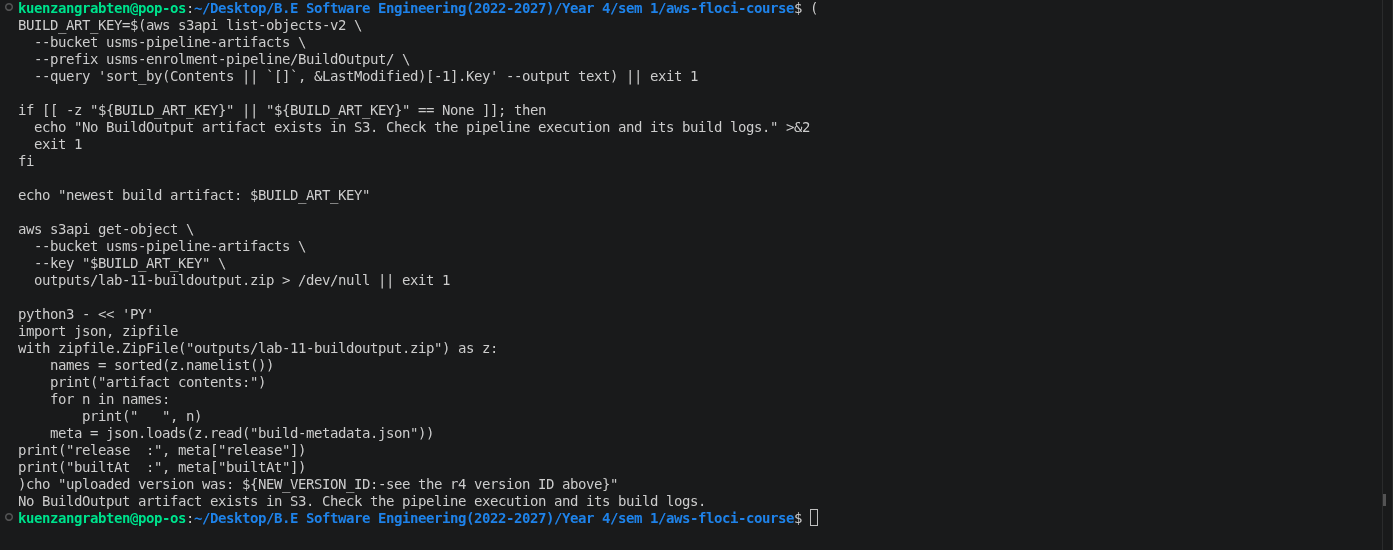 kuenzangrabten@pop-os:~/Desktop/B.E Software Engineering(2022-2027)/Year 4/sem 1/aws-floci-course$ (
BUILD_ART_KEY=$(aws s3api list-objects-v2 \
  --bucket usms-pipeline-artifacts \
  --prefix usms-enrolment-pipeline/BuildOutput/ \
  --query 'sort_by(Contents || `[]`, &LastModified)[-1].Key' --output text) || exit 1

if [[ -z "${BUILD_ART_KEY}" || "${BUILD_ART_KEY}" == None ]]; then
  echo "No BuildOutput artifact exists in S3. Check the pipeline execution and its build logs." >&2
  exit 1
fi

echo "newest build artifact: $BUILD_ART_KEY"

aws s3api get-object \
  --bucket usms-pipeline-artifacts \
  --key "$BUILD_ART_KEY" \
  outputs/lab-11-buildoutput.zip > /dev/null || exit 1

python3 - << 'PY'
import json, zipfile
with zipfile.ZipFile("outputs/lab-11-buildoutput.zip") as z:
    names = sorted(z.namelist())
    print("artifact contents:")
    for n in names:
        print("   ", n)
    meta = json.loads(z.read("build-metadata.json"))
print("release  :", meta["release"])
print("builtAt  :", meta["builtAt"])
)cho "uploaded version was: ${NEW_VERSION_ID:-see the r4 version ID above}"
No BuildOutput artifact exists in S3. Check the pipeline execution and its build logs.
kuenzangrabten@pop-os:~/Desktop/B.E Software Engineering(2022-2027)/Year 4/sem 1/aws-floci-course$